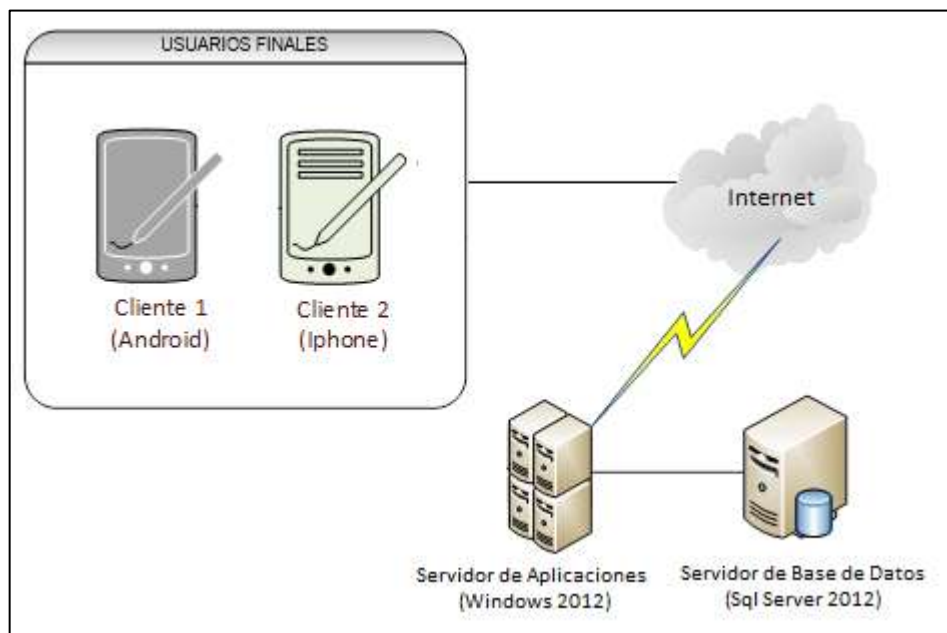 USUARIOS FINALES
Internet
Cliente 1
(Android)
Cliente 2
(Iphone)
Servidor de Aplicaciones
(Windows 2012)
Servidor de Base de Datos
(Sql Server 2012)